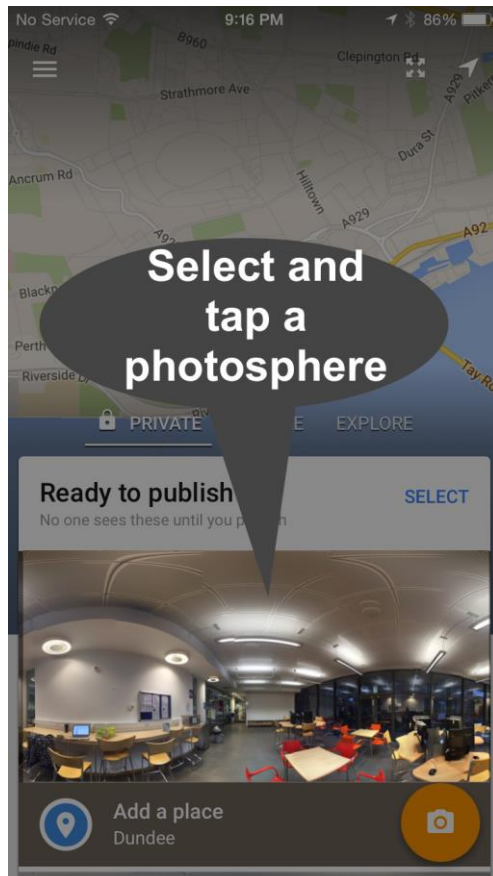 No Service 9:16 PM 86%
pindie Rd
B960
Clepington
Strathmore Ave
A929
Dura St
Ancrum Rd
Hilltown
A929
A92
Select and
tap a
photosphere
Perth
Riverside
Tay
PRIVATE EXPLORE
Ready to publish
SELECT
No one sees these until you
Add a place
Dundee